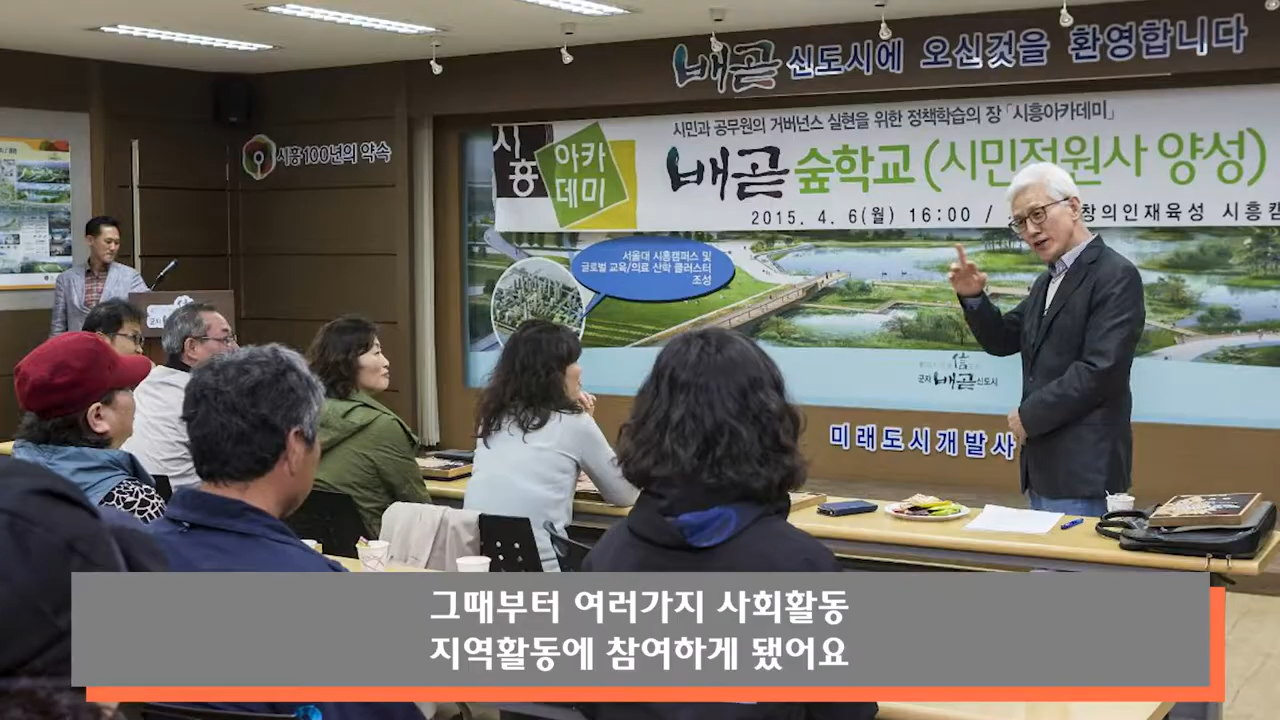 배곧 신도시에 오신것을 환영합니다
시민과 공무원의 거버넌스 실현을 위한 정책학습의 장 「시흥아카데미」
시흥
아카데미
배곧 숲학교 (시민정원사 양성)
2015. 4. 6(월) 16:00 /
창의인재육성 시흥캠
시흥100년의 약속
서울대 시흥캠퍼스 및
글로벌 교육/의료 산학 클러스터
조성
군자 배곧 신도시
미래도시개발사
군자
그때부터 여러가지 사회활동
지역활동에 참여하게 됐어요